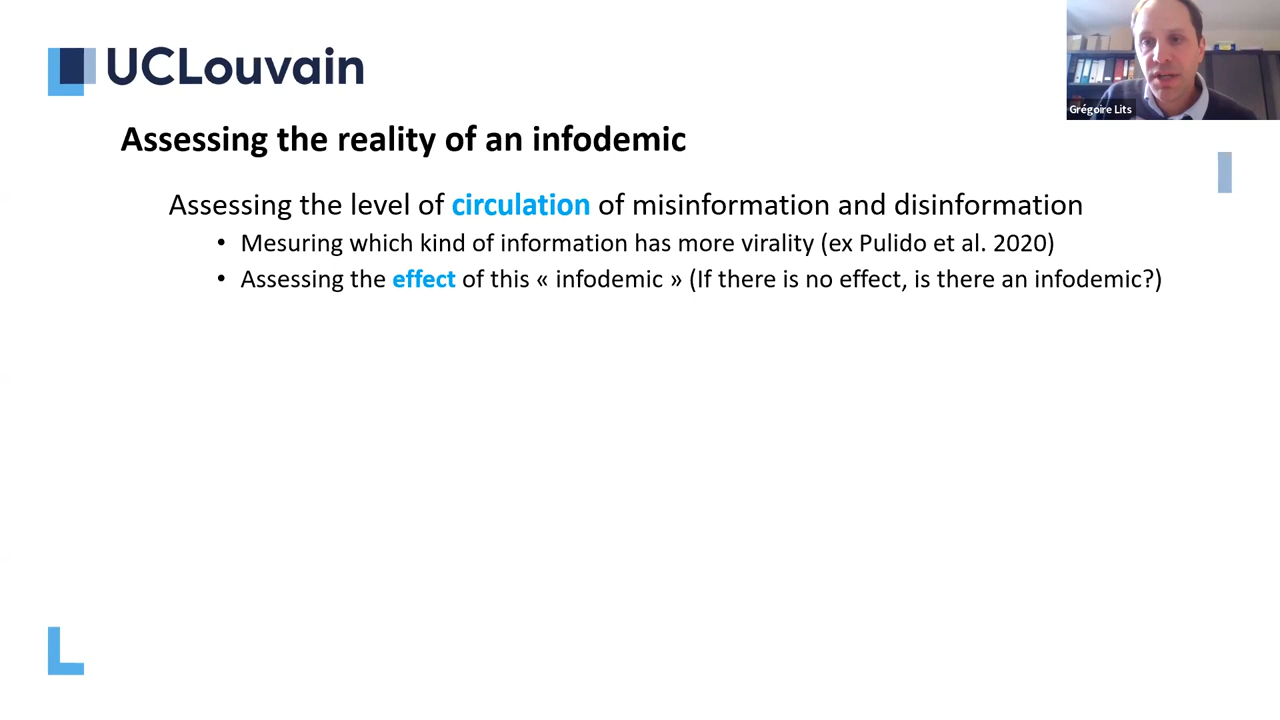 UCLouvain
Grégoire Lits
Assessing the reality of an infodemic
Assessing the level of circulation of misinformation and disinformation
• Mesuring which kind of information has more virality (ex Pulido et al. 2020)
• Assessing the effect of this « infodemic » (If there is no effect, is there an infodemic?)